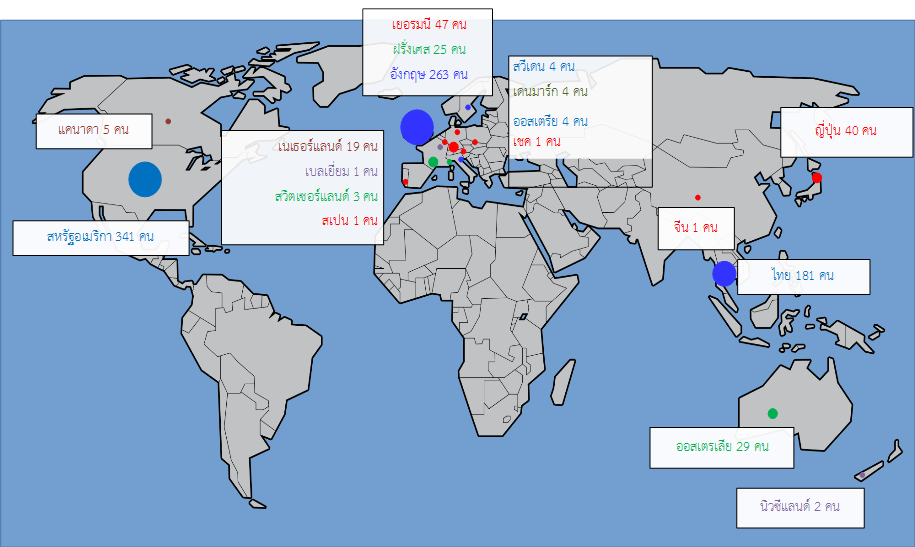 เยอรมนี 47 คน
ฝรั่งเศส 25 คน
อังกฤษ 263 คน
สวีเดน 4 คน
เดนมาร์ก 4 คน
ออสเตรีย 4 คน
เชค 1 คน
แคนาดา 5 คน
เนเธอร์แลนด์ 19 คน
เบลเยี่ยม 1 คน
สวิตเซอร์แลนด์ 3 คน
สเปน 1 คน
ญี่ปุ่น 40 คน
สหรัฐอเมริกา 341 คน
จีน 1 คน
ไทย 181 คน
ออสเตรเลีย 29 คน
นิวซีแลนด์ 2 คน